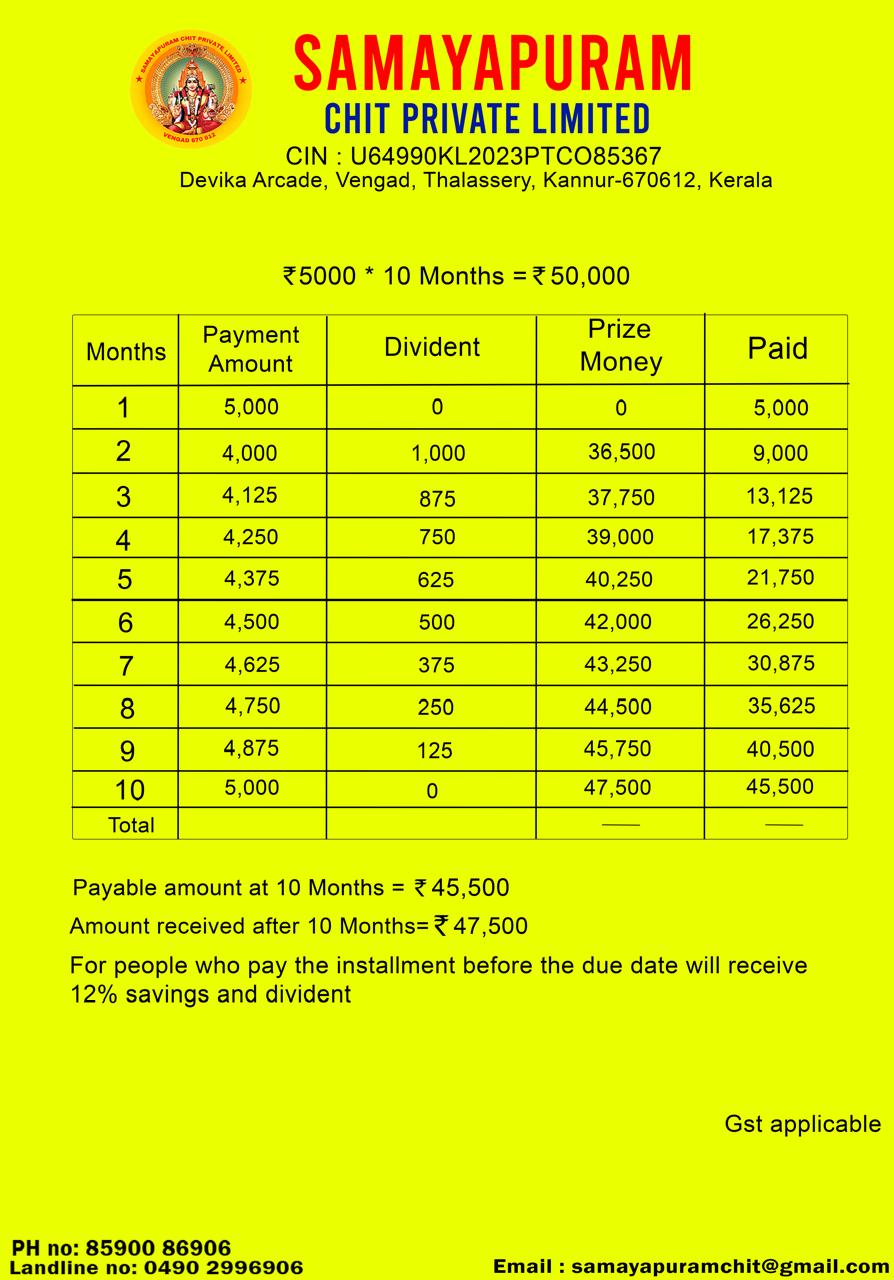 SAMAYAPURAM CHIT PRIVATE LIMITED
VENGAD 670 612
SAMAYAPURAM
CHIT PRIVATE LIMITED
CIN : U64990KL2023PTCO85367
Devika Arcade, Vengad, Thalassery, Kannur-670612, Kerala
₹5000 * 10 Months = ₹50,000
Months Payment Amount Divident Prize Money Paid
1 5,000 0 0 5,000
2 4,000 1,000 36,500 9,000
3 4,125 875 37,750 13,125
4 4,250 750 39,000 17,375
5 4,375 625 40,250 21,750
6 4,500 500 42,000 26,250
7 4,625 375 43,250 30,875
8 4,750 250 44,500 35,625
9 4,875 125 45,750 40,500
10 5,000 0 47,500 45,500
Total — —
Payable amount at 10 Months = ₹45,500
Amount received after 10 Months=₹47,500
For people who pay the installment before the due date will receive
12% savings and divident
Gst applicable
PH no: 85900 86906
Landline no: 0490 2996906
Email : samayapuramchit@gmail.com